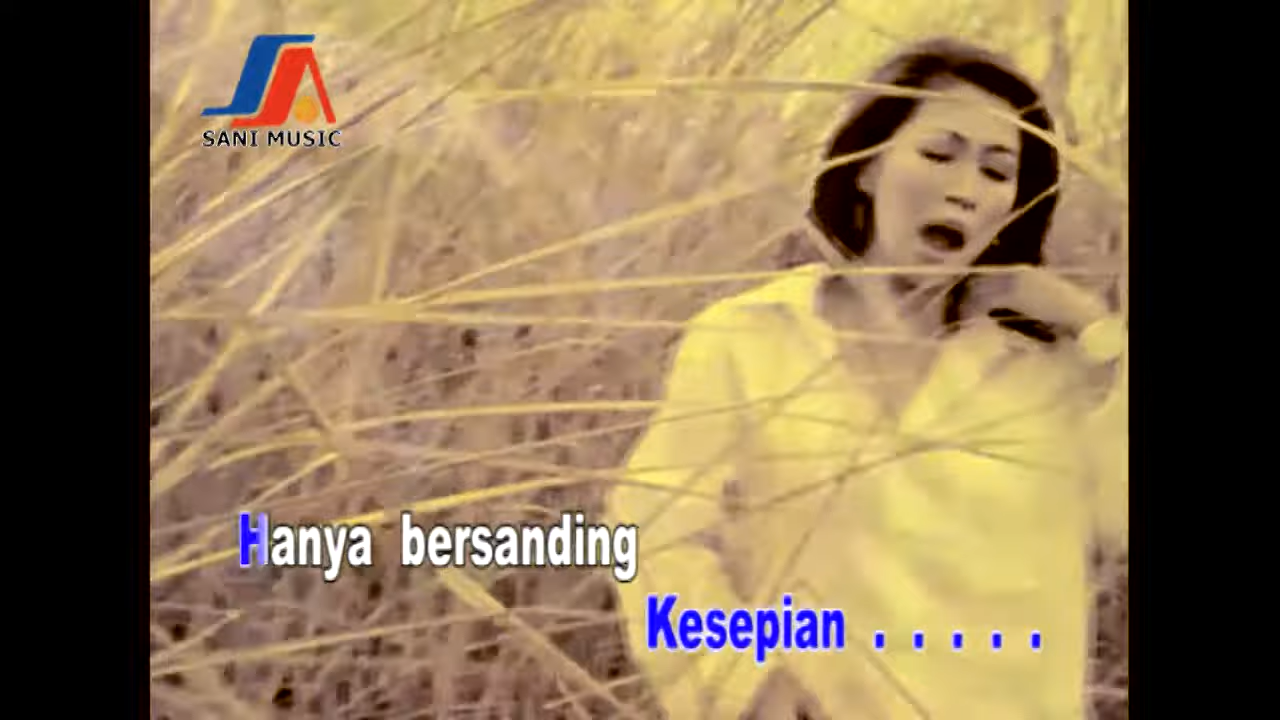 SANI MUSIC
Hanya bersanding
Kesepian . . . . .